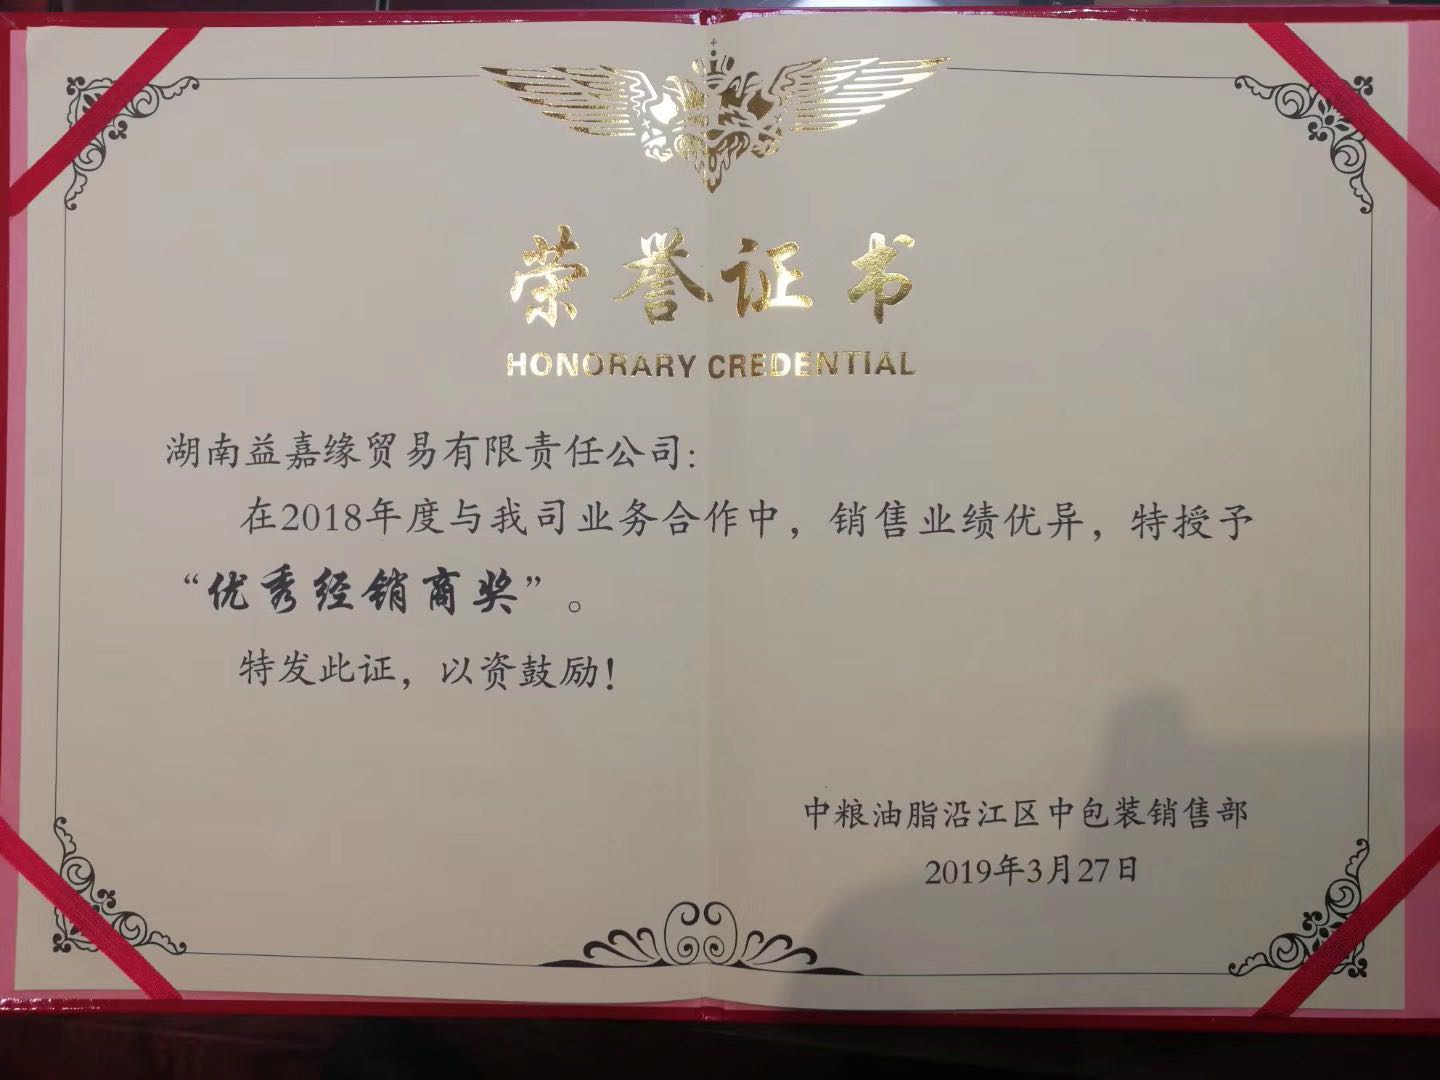 荣誉证书
HONORARY CREDENTIAL
湖南益嘉缘贸易有限责任公司:
在2018年度与我司业务合作中，销售业绩优异，特授予
“优秀经销商奖”。
特发此证，以资鼓励!
中粮油脂沿江区中包装销售部
2019年3月27日